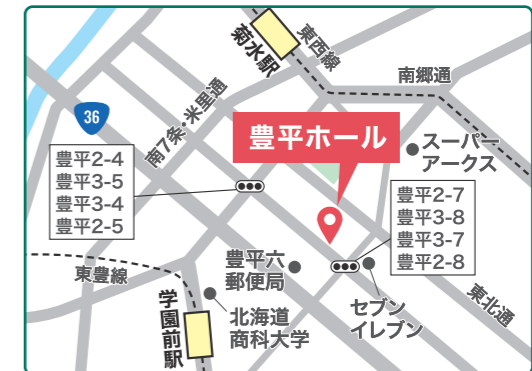 菊水駅
東西線
南郷通
36
南7条・米里通
豊平ホール
スーパー
アークス
豊平2-4
豊平3-5
豊平3-4
豊平2-5
豊平2-7
豊平3-8
豊平3-7
豊平2-8
東豊線
豊平六
郵便局
学園前駅
北海道
商科大学
セブン
イレブン
東北通